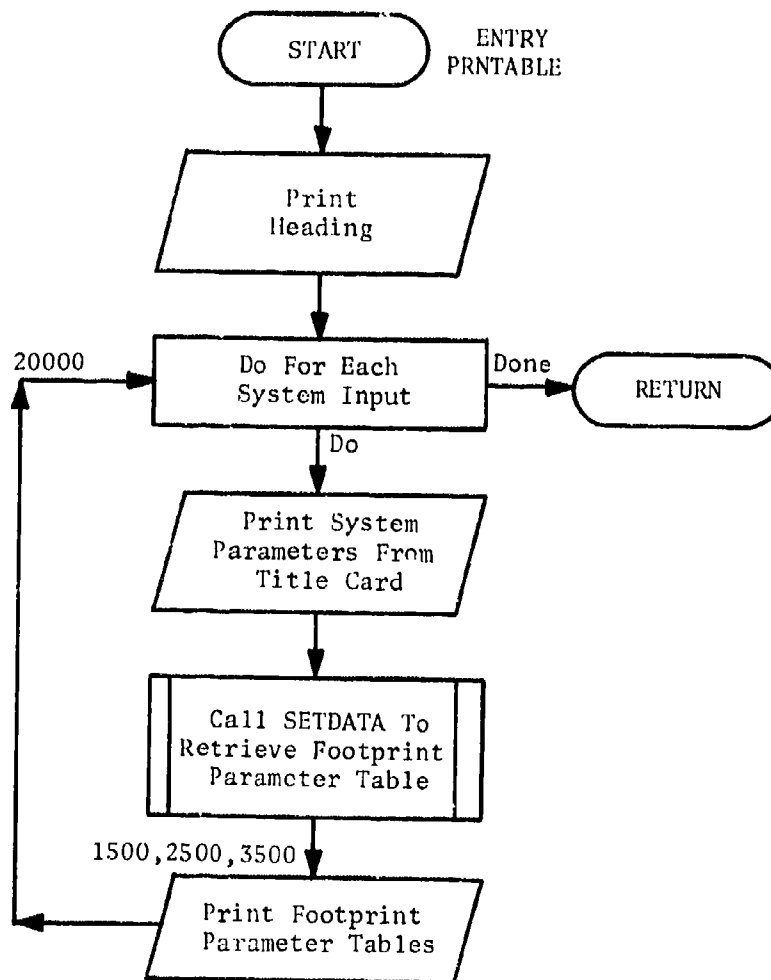 START
ENTRY
PRNTABLE
Print
Heading
20000
Do For Each
System Input
Done
RETURN
Do
Print System
Parameters From
Title Card
Call SETDATA To
Retrieve Footprint
Parameter Table
1500,2500,3500
Print Footprint
Parameter Tables